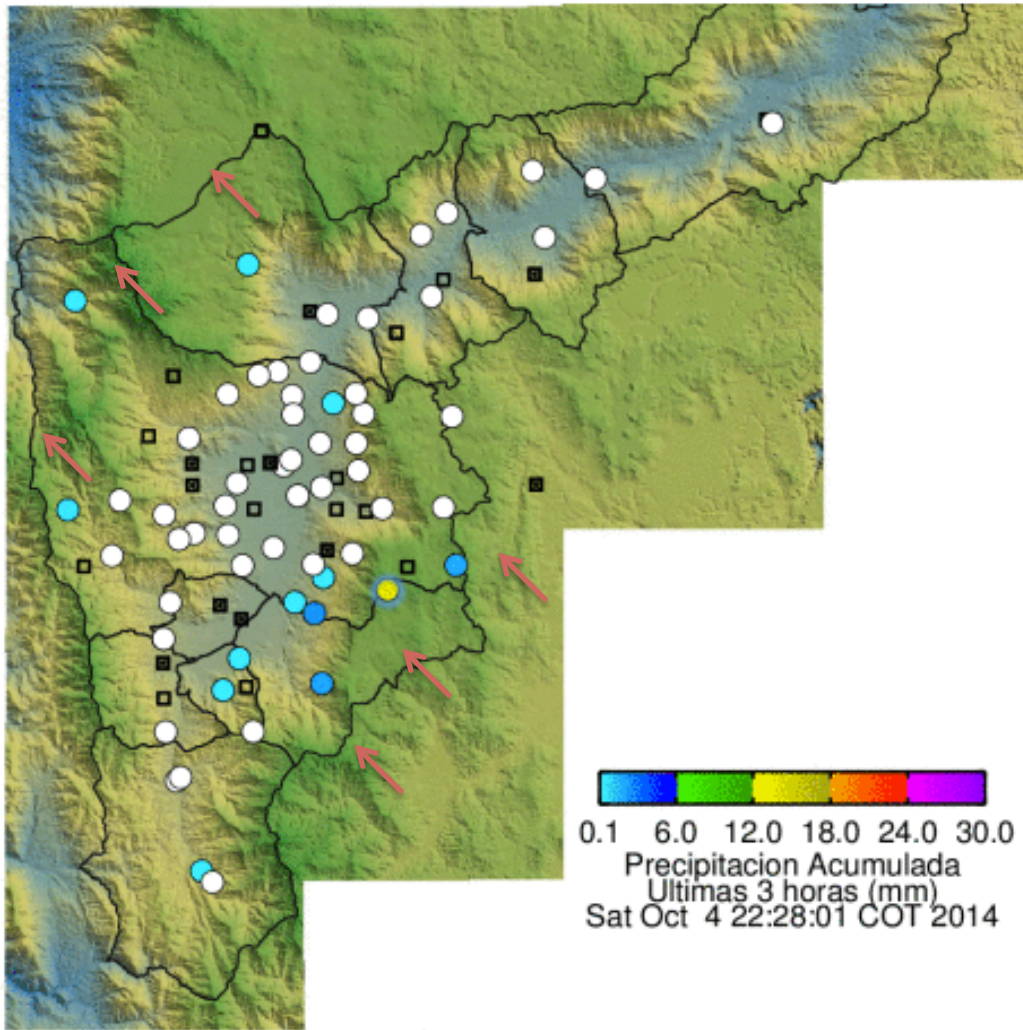 0.1 6.0 12.0 18.0 24.0 30.0
Precipitacion Acumulada
Ultimas 3 horas (mm)
Sat Oct 4 22:28:01 COT 2014